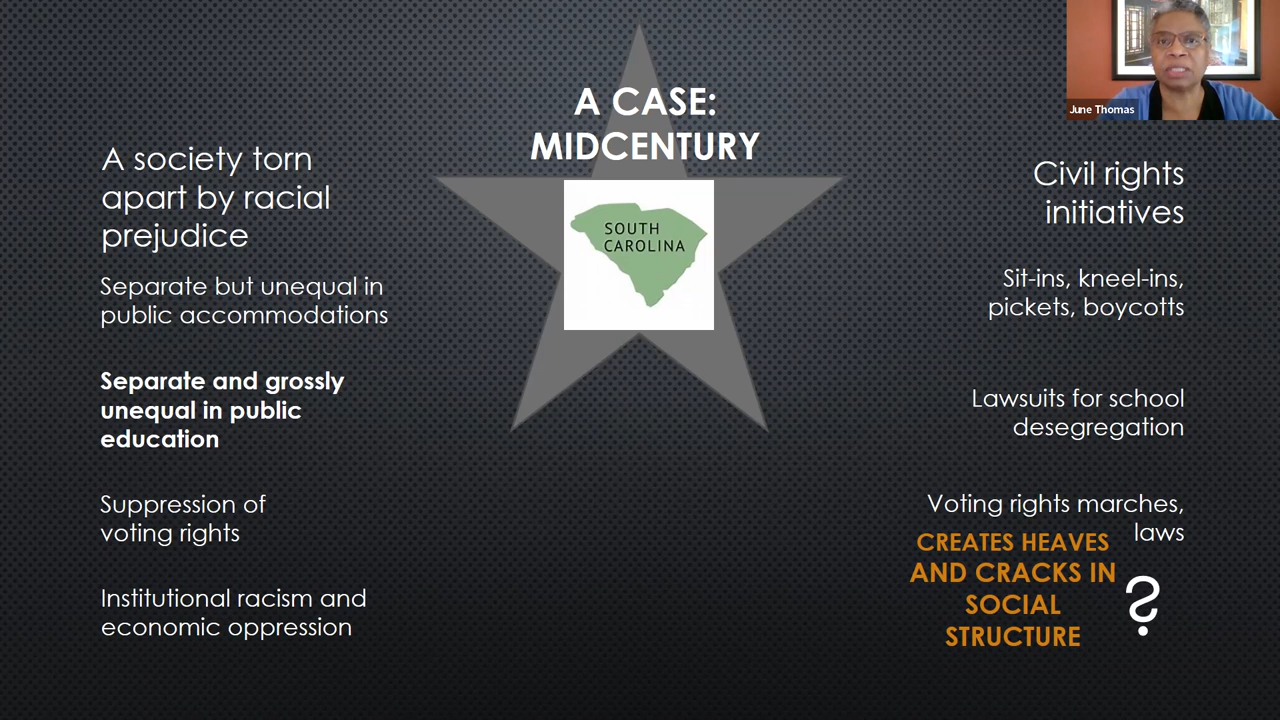 A CASE:
MIDCENTURY
SOUTH
CAROLINA
June Thomas
A society torn
apart by racial
prejudice
Separate but unequal in
public accommodations
Separate and grossly
unequal in public
education
Suppression of
voting rights
Institutional racism and
economic oppression
Civil rights
initiatives
Sit-ins, kneel-ins,
pickets, boycotts
Lawsuits for school
desegregation
Voting rights marches,
laws
CREATES HEAVES
AND CRACKS IN
SOCIAL
STRUCTURE
?